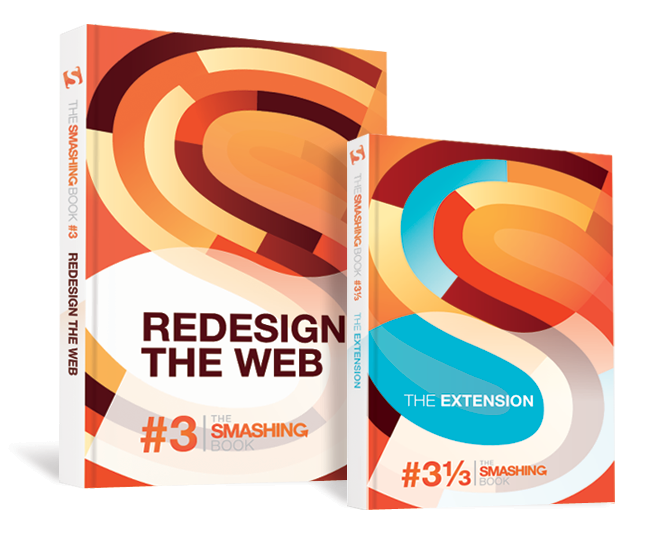 S
THE SMASHING BOOK #3 REDESIGN THE WEB
REDESIGN
THE WEB
#3 THE
SMASHING
BOOK
S
THE SMASHING BOOK #3⅓ THE EXTENSION
THE EXTENSION
#3⅓ THE
SMASHING
BOOK